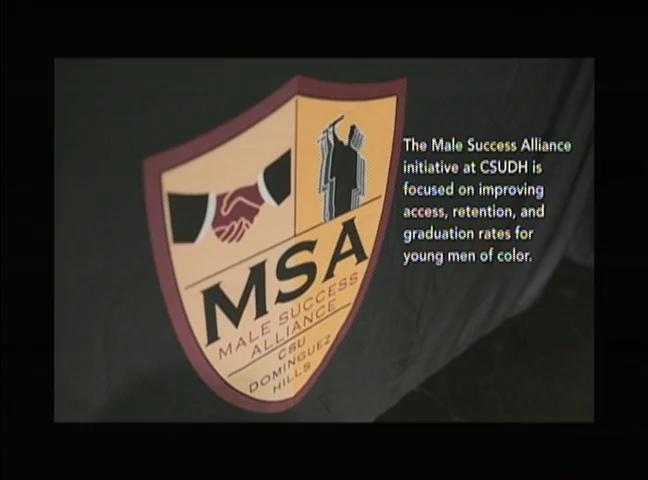 MSA
MALE SUCCESS
ALLIANCE
CSU
DOMINGUEZ
HILLS
The Male Success Alliance
initiative at CSUDH is
focused on improving
access, retention, and
graduation rates for
young men of color.